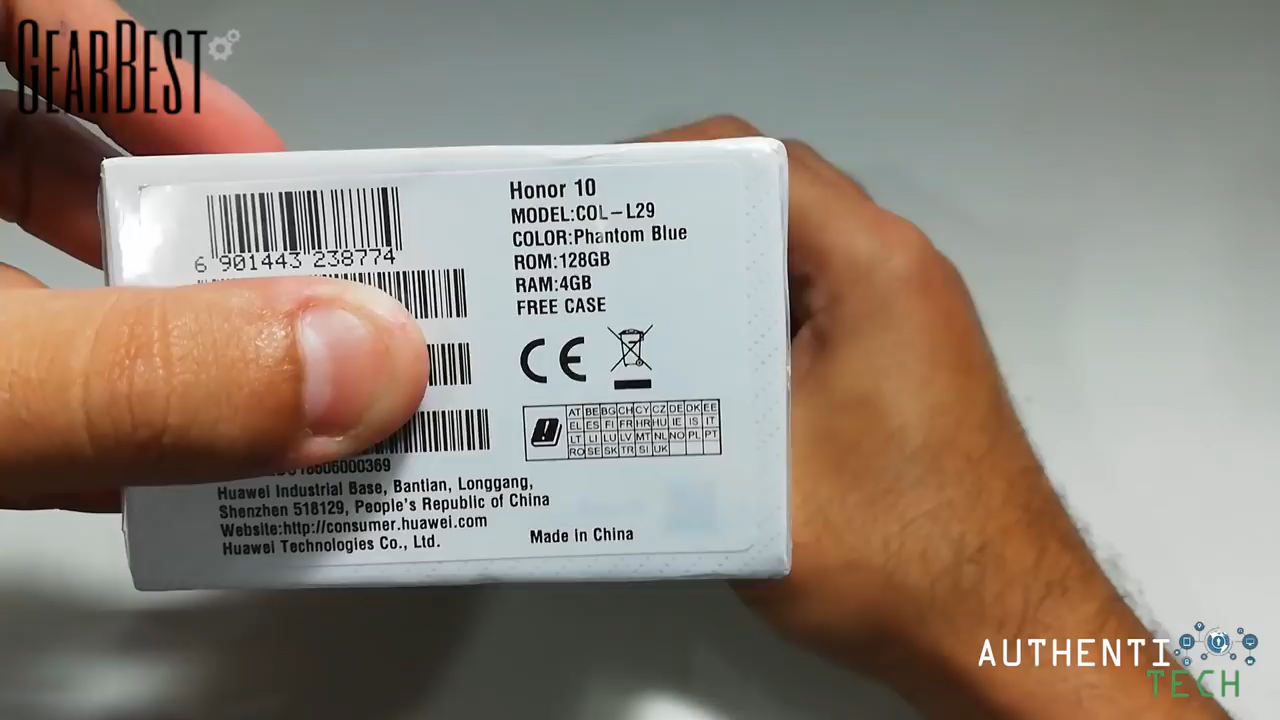 GEARBEST
6 901443 238774
Honor 10
MODEL:COL-L29
COLOR:Phantom Blue
ROM:128GB
RAM:4GB
FREE CASE
CE
AT BE BG CH CY CZ DE DK EE
EL ES FI FR HR HU IE IS IT
LT LI LU LV MT NL NO PL PT
RO SE SK TR SI UK
18606000369
Huawei Industrial Base, Bantian, Longgang,
Shenzhen 518129, People's Republic of China
Website:http://consumer.huawei.com
Huawei Technologies Co., Ltd.
Made in China
AUTHENTI
TECH